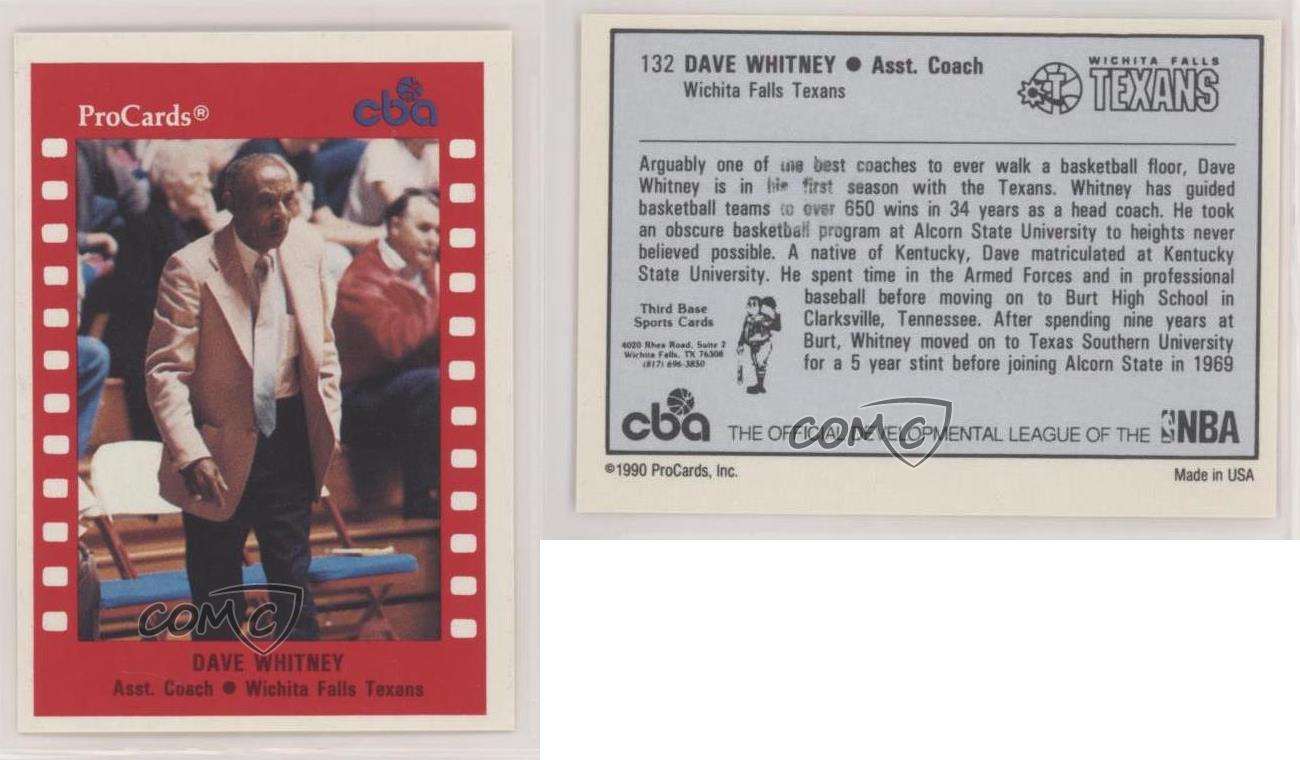 ProCards®
cba
COMC
DAVE WHITNEY
Asst. Coach ● Wichita Falls Texans
132 DAVE WHITNEY ● Asst. Coach
Wichita Falls Texans
WICHITA FALLS
TEXANS
Arguably one of the best coaches to ever walk a basketball floor, Dave
Whitney is in his first season with the Texans. Whitney has guided
basketball teams to over 650 wins in 34 years as a head coach. He took
an obscure basketball program at Alcorn State University to heights never
believed possible. A native of Kentucky, Dave matriculated at Kentucky
State University. He spent time in the Armed Forces and in professional
baseball before moving on to Burt High School in
Clarksville, Tennessee. After spending nine years at
Burt, Whitney moved on to Texas Southern University
for a 5 year stint before joining Alcorn State in 1969
Third Base
Sports Cards
4020 Rhea Road, Suite 2
Wichita Falls, TX 76308
(817) 696-3850
cba THE OFFICIAL DEVELOPMENTAL LEAGUE OF THE NBA
COMC
©1990 ProCards, Inc.
Made in USA